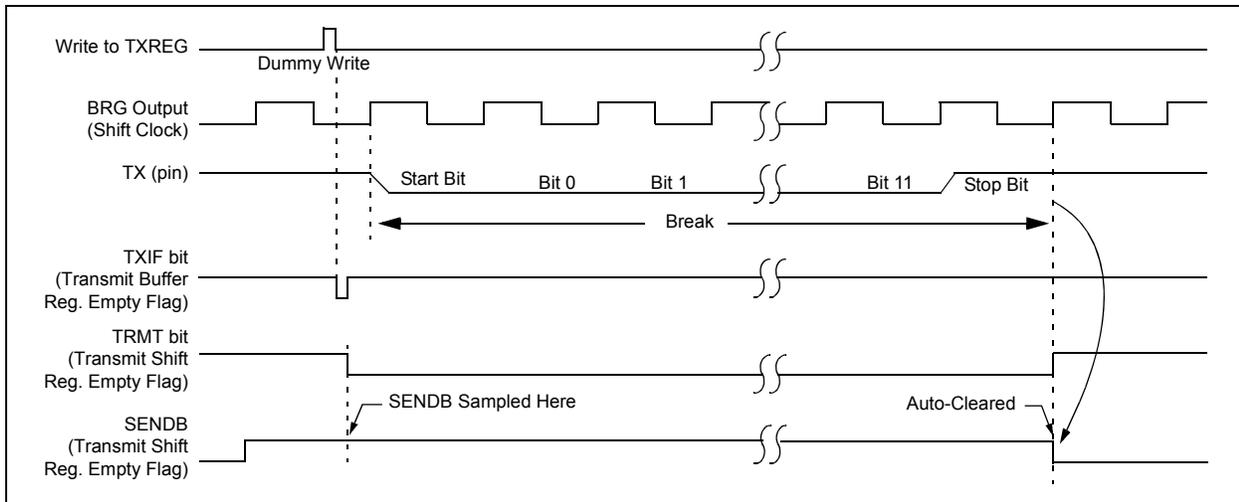 Write to TXREG
Dummy Write
BRG Output
(Shift Clock)
TX (pin)
Start Bit
Bit 0
Bit 1
Bit 11
Stop Bit
Break
TXIF bit
(Transmit Buffer
Reg. Empty Flag)
TRMT bit
(Transmit Shift
Reg. Empty Flag)
SENDB Sampled Here
Auto-Cleared
SENDB
(Transmit Shift
Reg. Empty Flag)